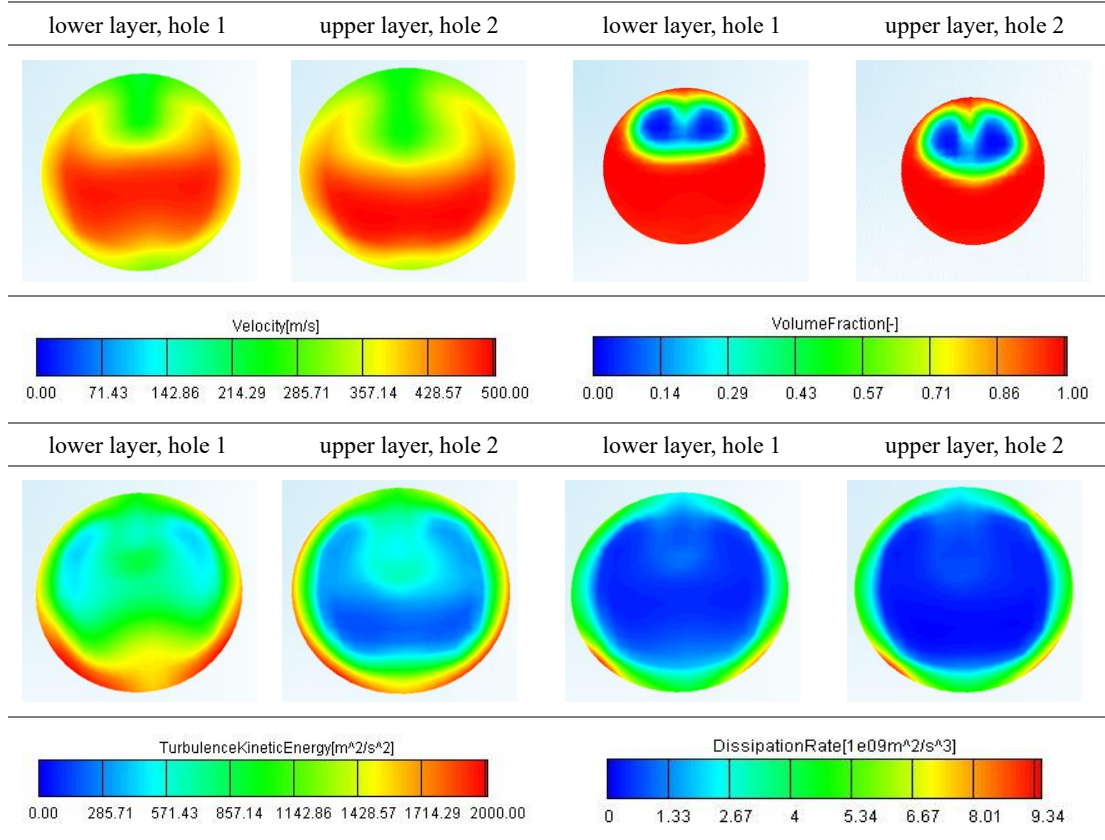 lower layer, hole 1 upper layer, hole 2 lower layer, hole 1 upper layer, hole 2
Velocity[m/s] VolumeFraction[-]
0.00 71.43 142.86 214.29 285.71 357.14 428.57 500.00 0.00 0.14 0.29 0.43 0.57 0.71 0.86 1.00
lower layer, hole 1 upper layer, hole 2 lower layer, hole 1 upper layer, hole 2
TurbulenceKineticEnergy[m^2/s^2] DissipationRate[1e09m^2/s^3]
0.00 285.71 571.43 857.14 1142.86 1428.57 1714.29 2000.00 0 1.33 2.67 4 5.34 6.67 8.01 9.34